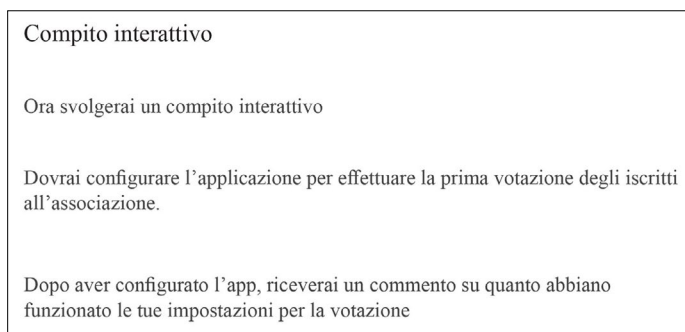 Compito interattivo
Ora svolgerai un compito interattivo
Dovrai configurare l'applicazione per effettuare la prima votazione degli iscritti
all'associazione.
Dopo aver configurato l'app, riceverai un commento su quanto abbiano
funzionato le tue impostazioni per la votazione